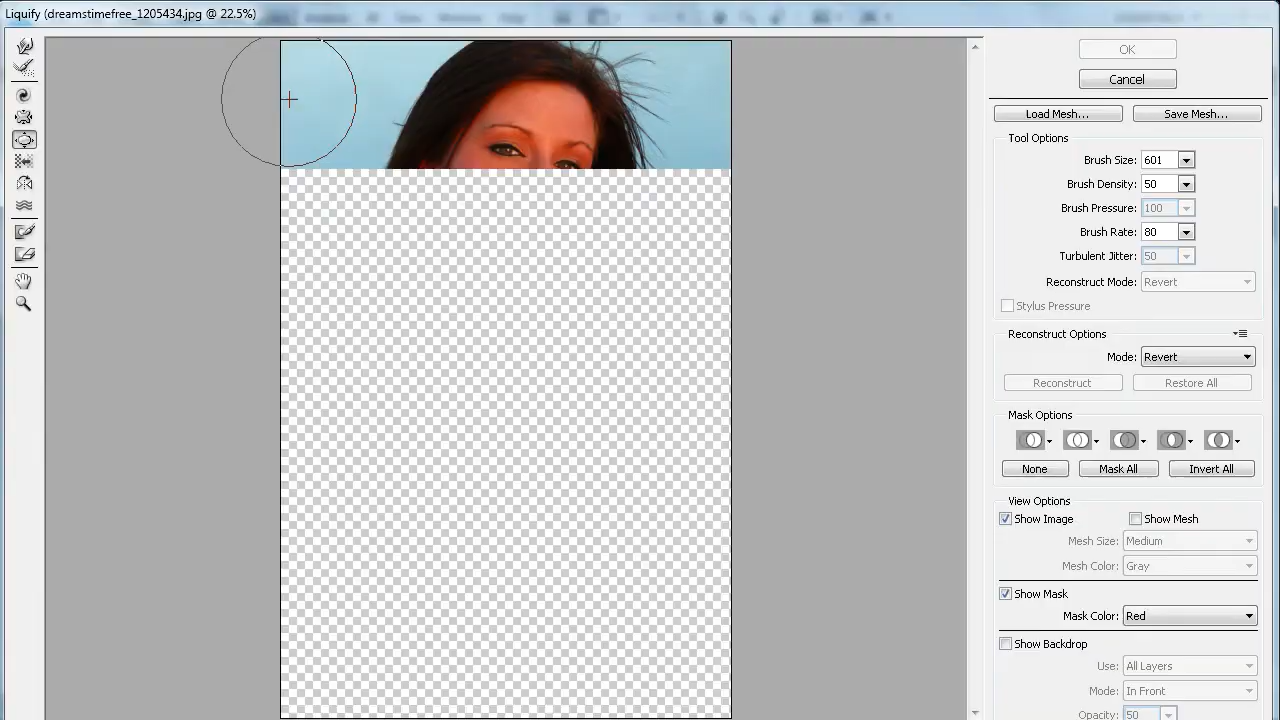 Liquify (dreamstimefree_1205434.jpg @ 22.5%)
OK
Cancel
Load Mesh...
Save Mesh...
Tool Options
Brush Size: 601
Brush Density: 50
Brush Pressure: 100
Brush Rate: 80
Turbulent Jitter: 50
Reconstruct Mode: Revert
Stylus Pressure
Reconstruct Options
Mode: Revert
Reconstruct
Restore All
Mask Options
None
Mask All
Invert All
View Options
Show Image
Show Mesh
Mesh Size: Medium
Mesh Color: Gray
Show Mask
Mask Color: Red
Show Backdrop
Use: All Layers
Mode: In Front
Opacity: 50